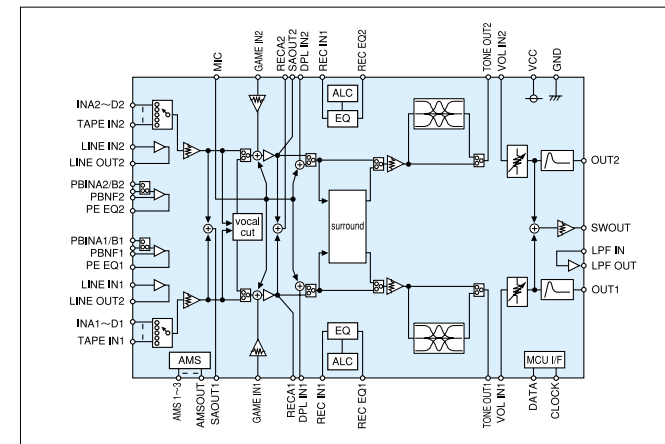 MIC
GAME IN2
RECA2
SAOUT2
DPL IN2
REC IN1
REC EQ2
TONE OUT2
VOL IN2
VCC
GND
INA2~D2
TAPE IN2
LINE IN2
LINE OUT2
PBINA2/B2
PBNF2
PE EQ2
PBINA1/B1
PBNF1
PE EQ1
LINE IN1
LINE OUT2
INA1~D1
TAPE IN1
ALC
EQ
vocal
cut
surround
EQ
ALC
AMS
MCU I/F
OUT2
SWOUT
LPF IN
LPF OUT
OUT1
AMS 1~3
AMSOUT
SAOUT1
GAME IN1
RECA1
DPL IN1
REC IN1
REC EQ1
TONE OUT1
VOL IN1
DATA
CLOCK